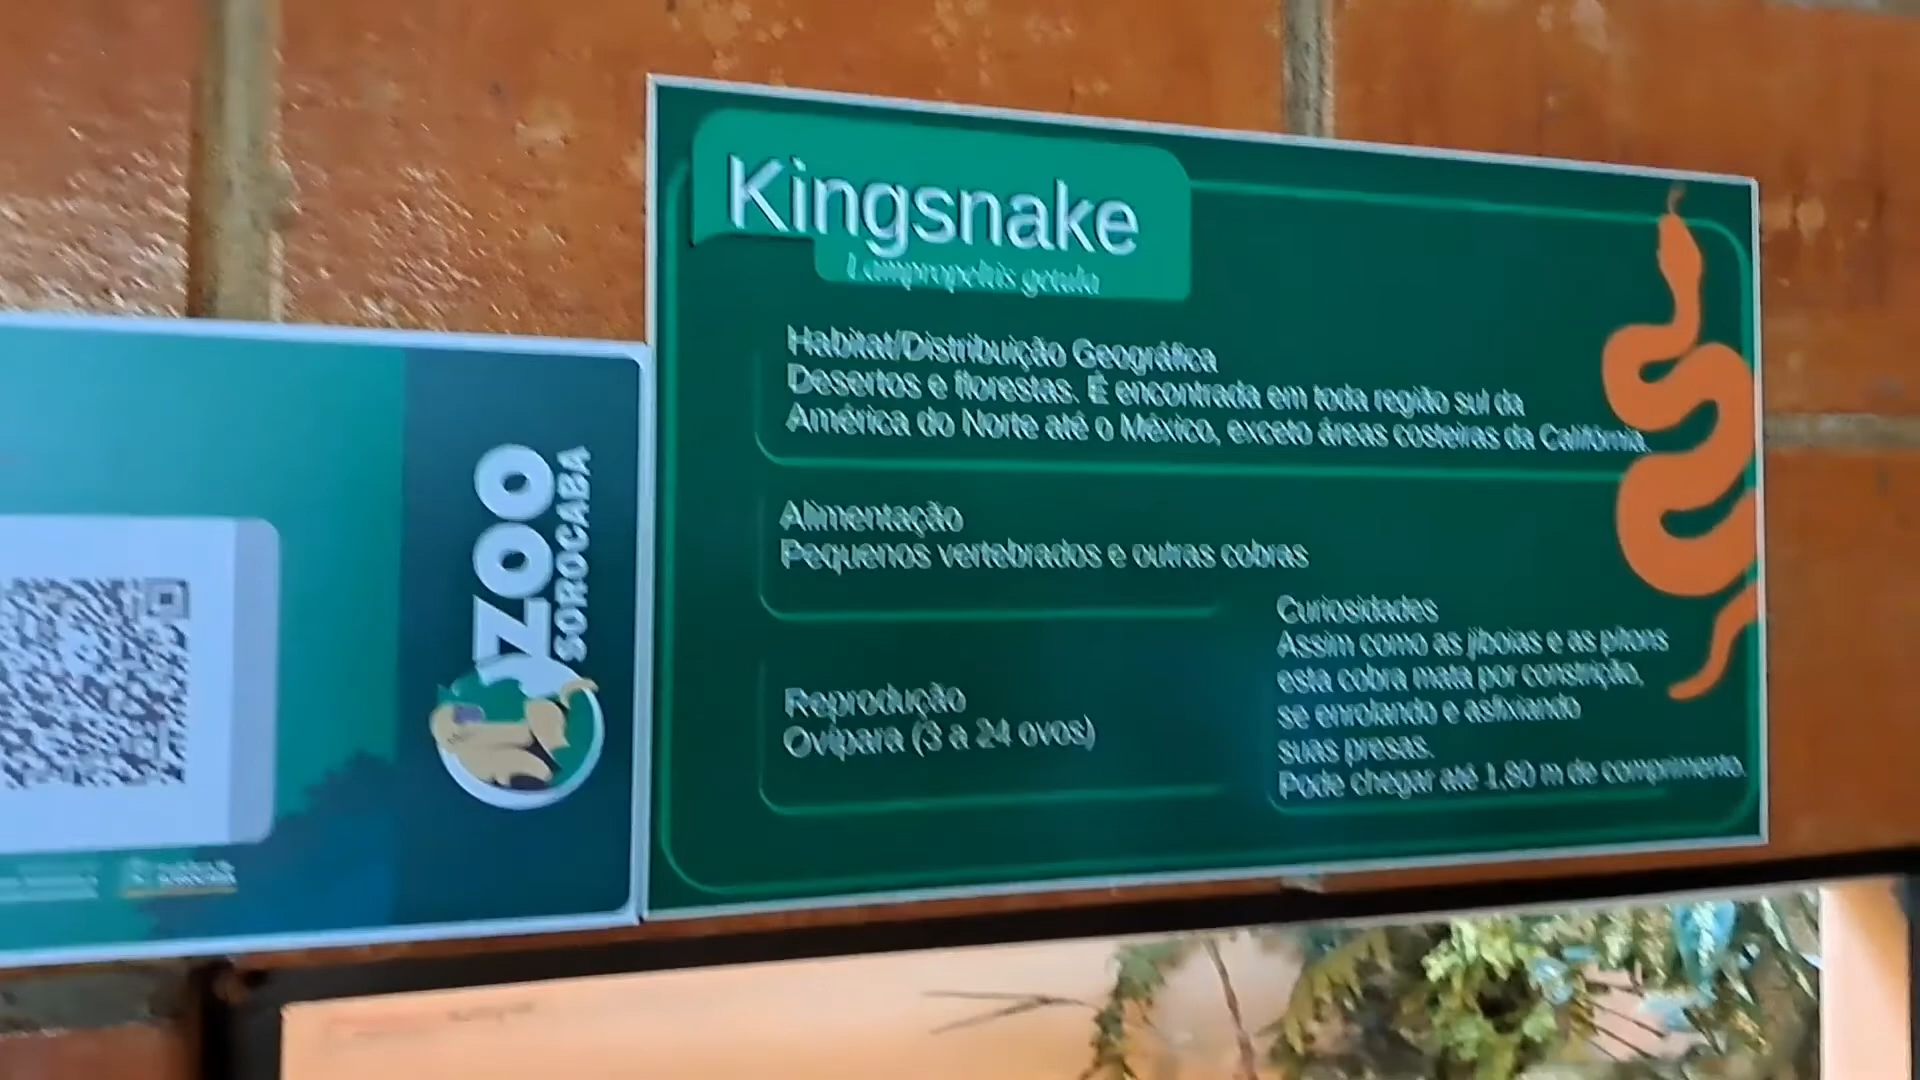 Kingsnake
Lampropeltis getula
Habitat/Distribuição Geográfica
Desertos e florestas. É encontrada em toda região sul da
América do Norte até o México, exceto áreas costeiras da Califórnia.
Alimentação
Pequenos vertebrados e outras cobras
Reprodução
Ovípara (3 a 24 ovos)
Curiosidades
Assim como as jiboias e as pítons
esta cobra mata por constrição,
se enrolando e asfixiando
suas presas.
Pode chegar até 1,80 m de comprimento.
ZOO
SOROCABA